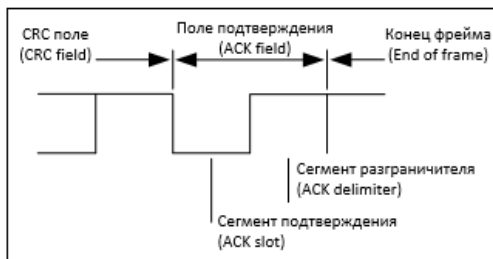 CRC поле
(CRC field)
Поле подтверждения
(ACK field)
Конец фрейма
(End of frame)
Сегмент разграничителя
(ACK delimiter)
Сегмент подтверждения
(ACK slot)